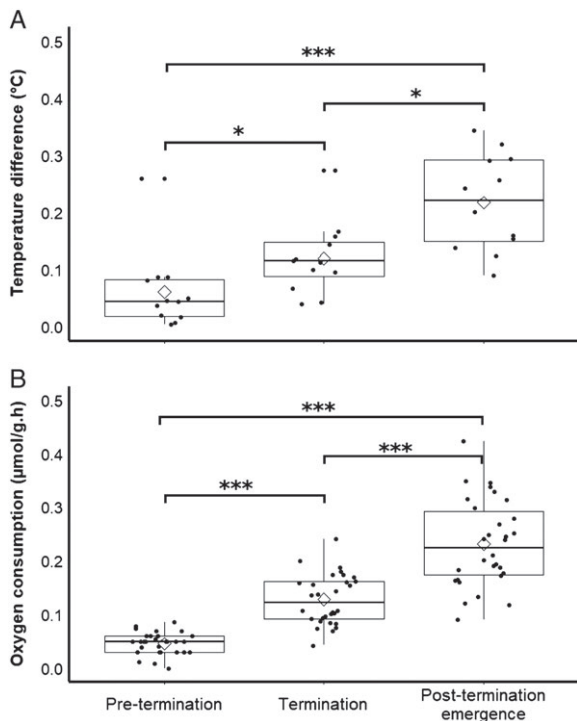 A
Temperature difference (°C)
0.5
0.4
0.3
0.2
0.1
0.0
***
*
*
B
Oxygen consumption (µmol/g.h)
0.5
0.4
0.3
0.2
0.1
0.0
***
***
***
Pre-termination
Termination
Post-termination
emergence